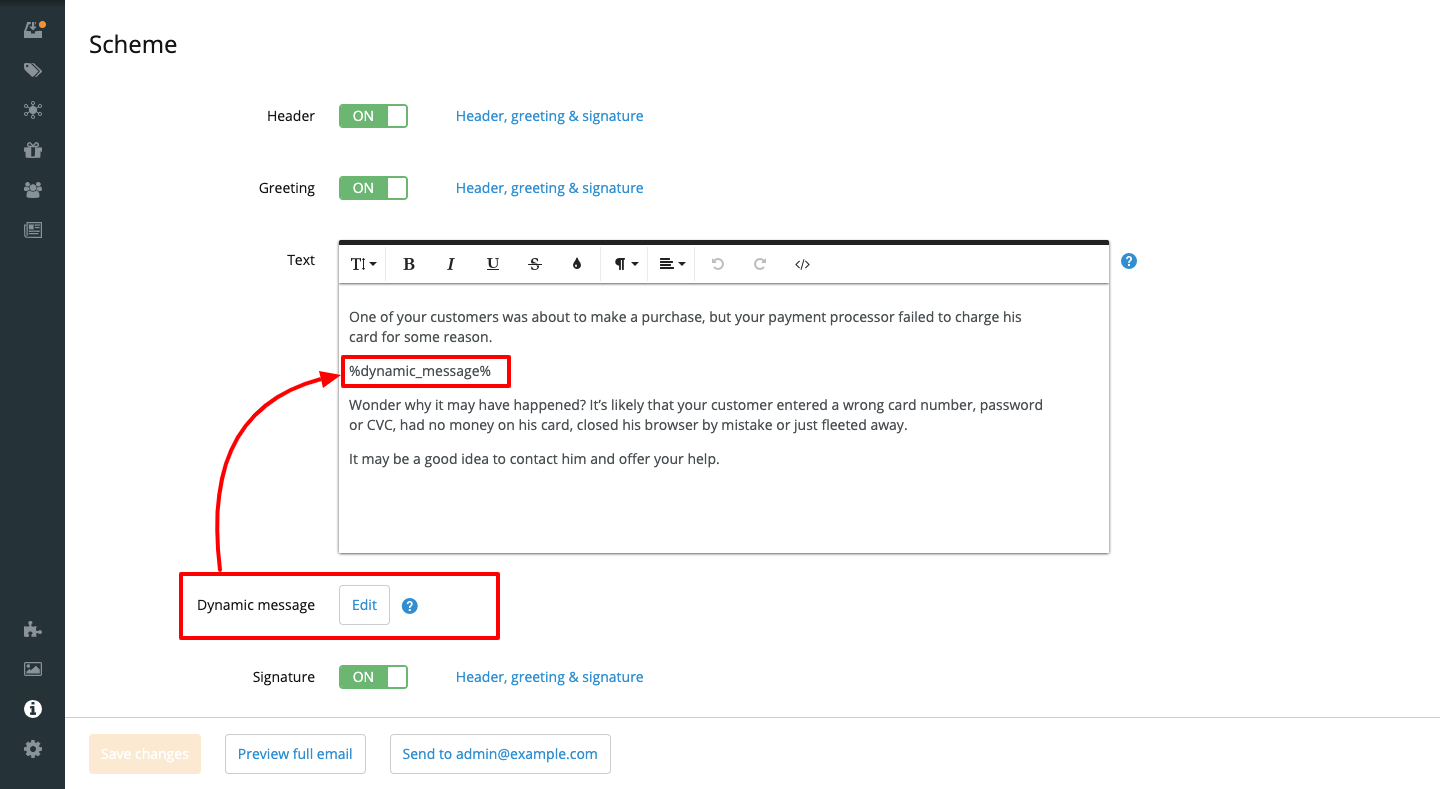 Scheme
Header ON Header, greeting & signature
Greeting ON Header, greeting & signature
Text
One of your customers was about to make a purchase, but your payment processor failed to charge his
card for some reason.
%dynamic_message%
Wonder why it may have happened? It’s likely that your customer entered a wrong card number, password
or CVC, had no money on his card, closed his browser by mistake or just fleeted away.
It may be a good idea to contact him and offer your help.
Dynamic message Edit
Signature ON Header, greeting & signature
Save changes Preview full email Send to admin@example.com